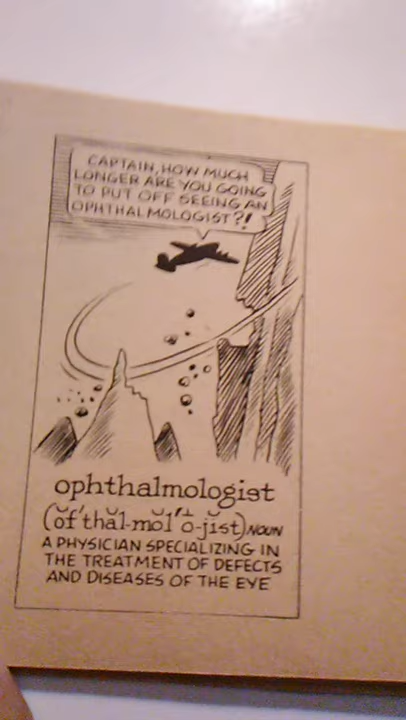 CAPTAIN, HOW MUCH
LONGER ARE YOU GOING
TO PUT OFF SEEING AN
OPHTHALMOLOGIST?!
ophthalmologist
(ŏf'thăl-mŏl'ə-jĭst) NOUN
A PHYSICIAN SPECIALIZING IN
THE TREATMENT OF DEFECTS
AND DISEASES OF THE EYE